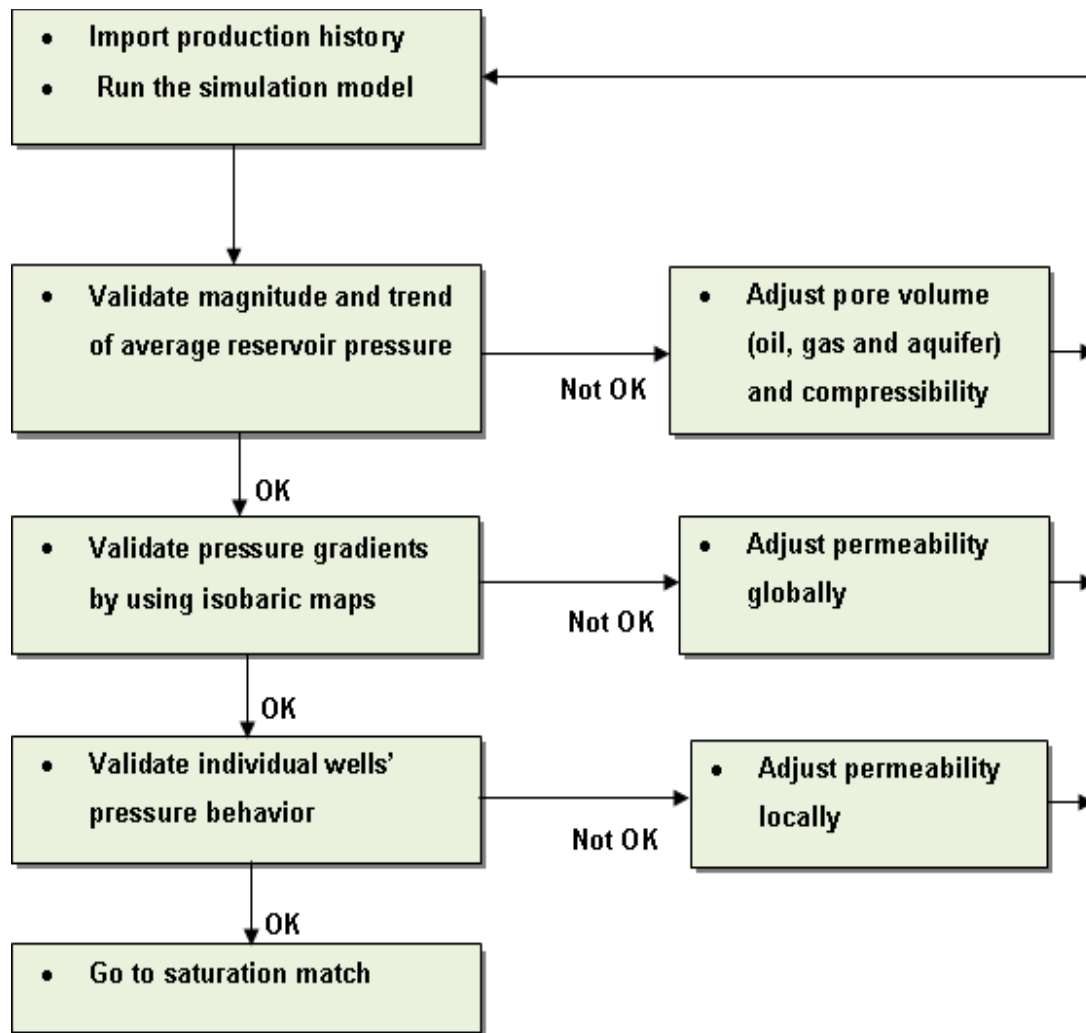 • Import production history
• Run the simulation model
• Validate magnitude and trend
of average reservoir pressure
Not OK
• Adjust pore volume
(oil, gas and aquifer)
and compressibility
OK
• Validate pressure gradients
by using isobaric maps
Not OK
• Adjust permeability
globally
OK
• Validate individual wells’
pressure behavior
Not OK
• Adjust permeability
locally
OK
• Go to saturation match